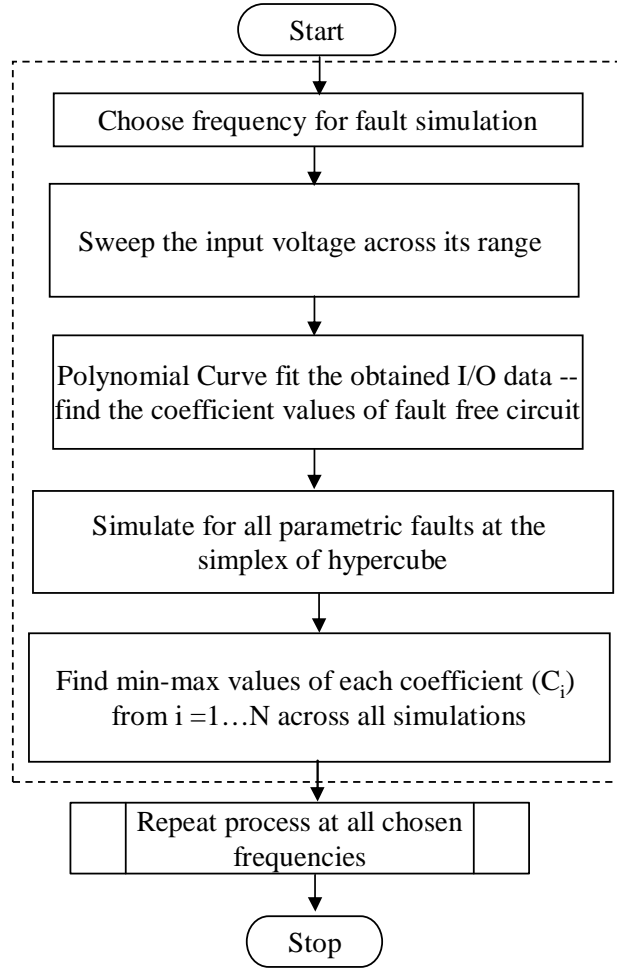 Start
Choose frequency for fault simulation
Sweep the input voltage across its range
Polynomial Curve fit the obtained I/O data --
find the coefficient values of fault free circuit
Simulate for all parametric faults at the
simplex of hypercube
Find min-max values of each coefficient (Ci)
from i =1…N across all simulations
Repeat process at all chosen
frequencies
Stop